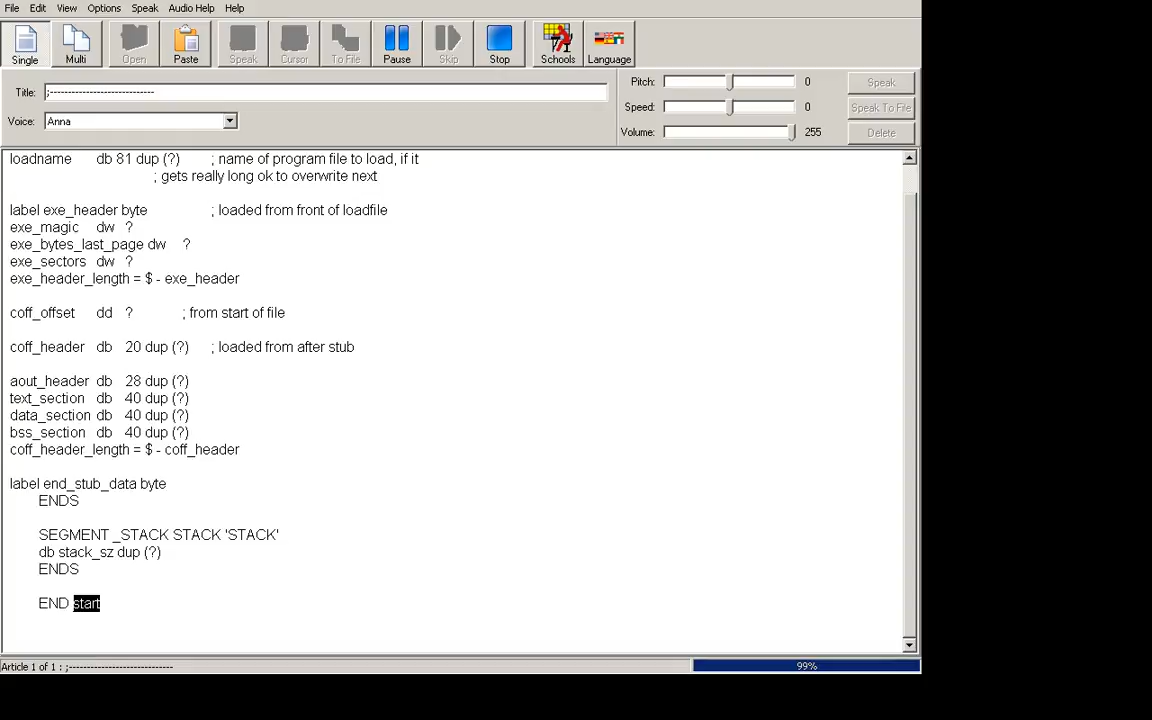 File Edit View Options Speak Audio Help Help
Single Multi Open Paste Speak Cursor To File Pause Skip Stop Schools Language
Title: ;----------------------------
Voice: Anna
Pitch: 0 Speak
Speed: 0 Speak To File
Volume: 255 Delete
loadname db 81 dup (?) ; name of program file to load, if it
; gets really long ok to overwrite next
label exe_header byte ; loaded from front of loadfile
exe_magic dw ?
exe_bytes_last_page dw ?
exe_sectors dw ?
exe_header_length = $ - exe_header
coff_offset dd ? ; from start of file
coff_header db 20 dup (?) ; loaded from after stub
aout_header db 28 dup (?)
text_section db 40 dup (?)
data_section db 40 dup (?)
bss_section db 40 dup (?)
coff_header_length = $ - coff_header
label end_stub_data byte
ENDS
SEGMENT _STACK STACK 'STACK'
db stack_sz dup (?)
ENDS
END start
Article 1 of 1 : ;---------------------------- 99%